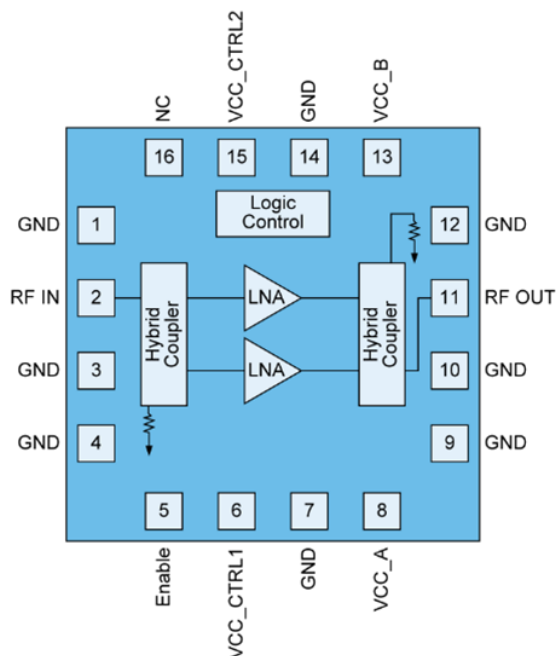 NC
VCC_CTRL2
GND
VCC_B
16
15
14
13
Logic
Control
GND 1
12 GND
RF IN 2
Hybrid
Coupler
LNA
Hybrid
Coupler
11 RF OUT
GND 3
LNA
10 GND
GND 4
9 GND
5
6
7
8
Enable
VCC_CTRL1
GND
VCC_A